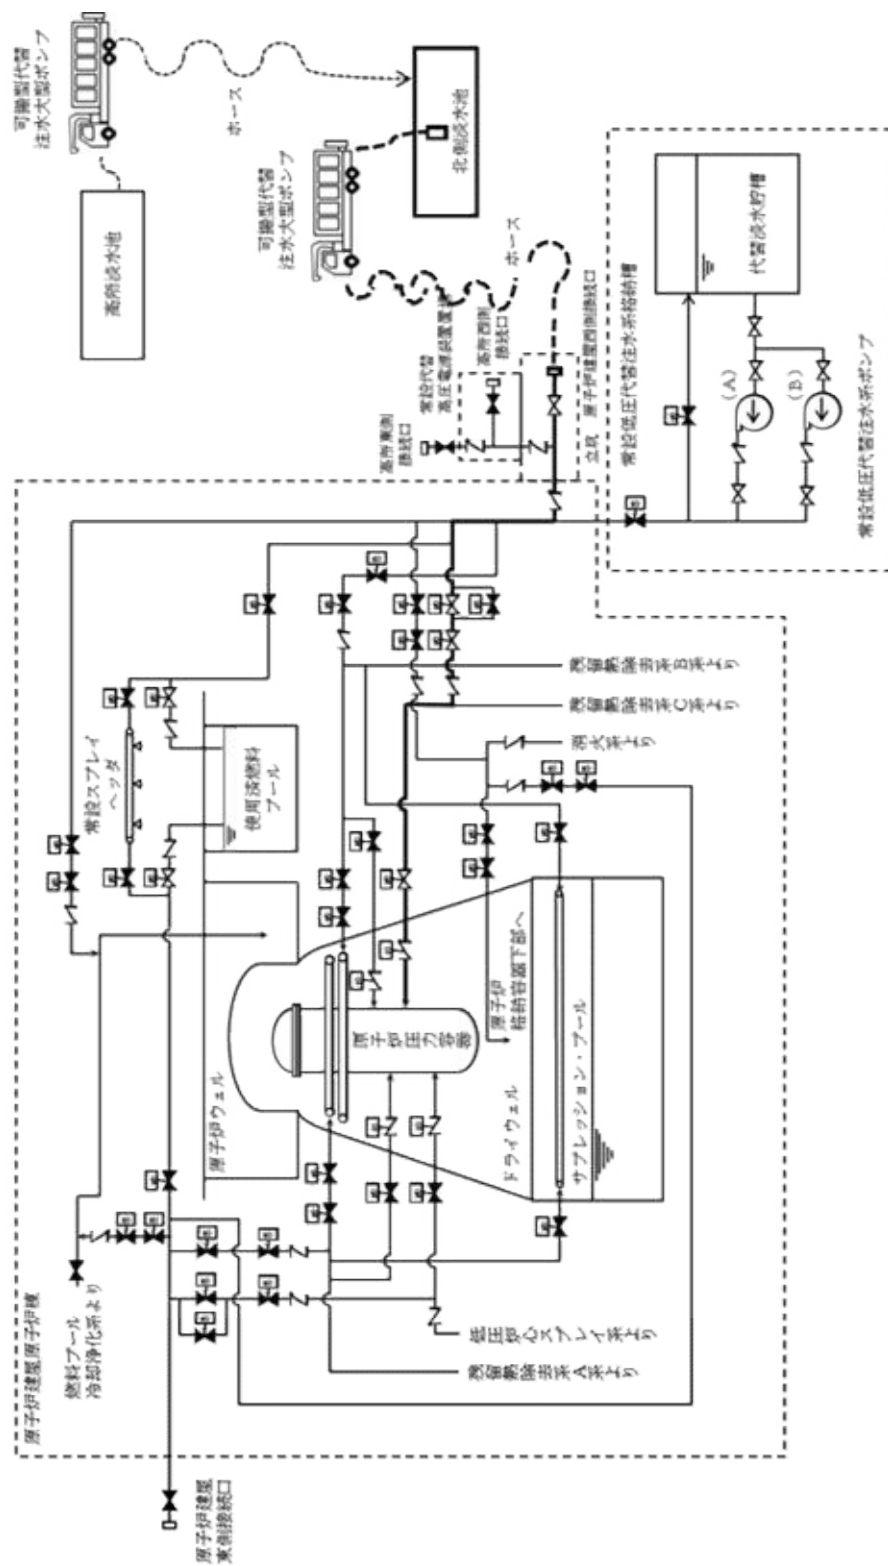 可搬型代替
注水大型ポンプ
高所淡水池
ホース
可搬型代替
注水大型ポンプ
北側淡水池
ホース
高所東側
接続口
常設代替
高圧電源装置置場
高所西側
接続口
立坑
原子炉建屋西側接続口
常設低圧代替注水系格納槽
代替淡水貯槽
(A)
(B)
常設低圧代替注水系ポンプ
原子炉建屋原子炉棟
常設スプレイ
ヘッダ
使用済燃料
プール
残留熱除去系B系より
残留熱除去系C系より
消火系より
原子炉ウェル
原子炉圧力容器
原子炉
格納容器下部へ
ドライウェル
サプレッション・プール
燃料プール
冷却浄化系より
低圧炉心スプレイ系より
残留熱除去系A系より
原子炉建屋
東側接続口